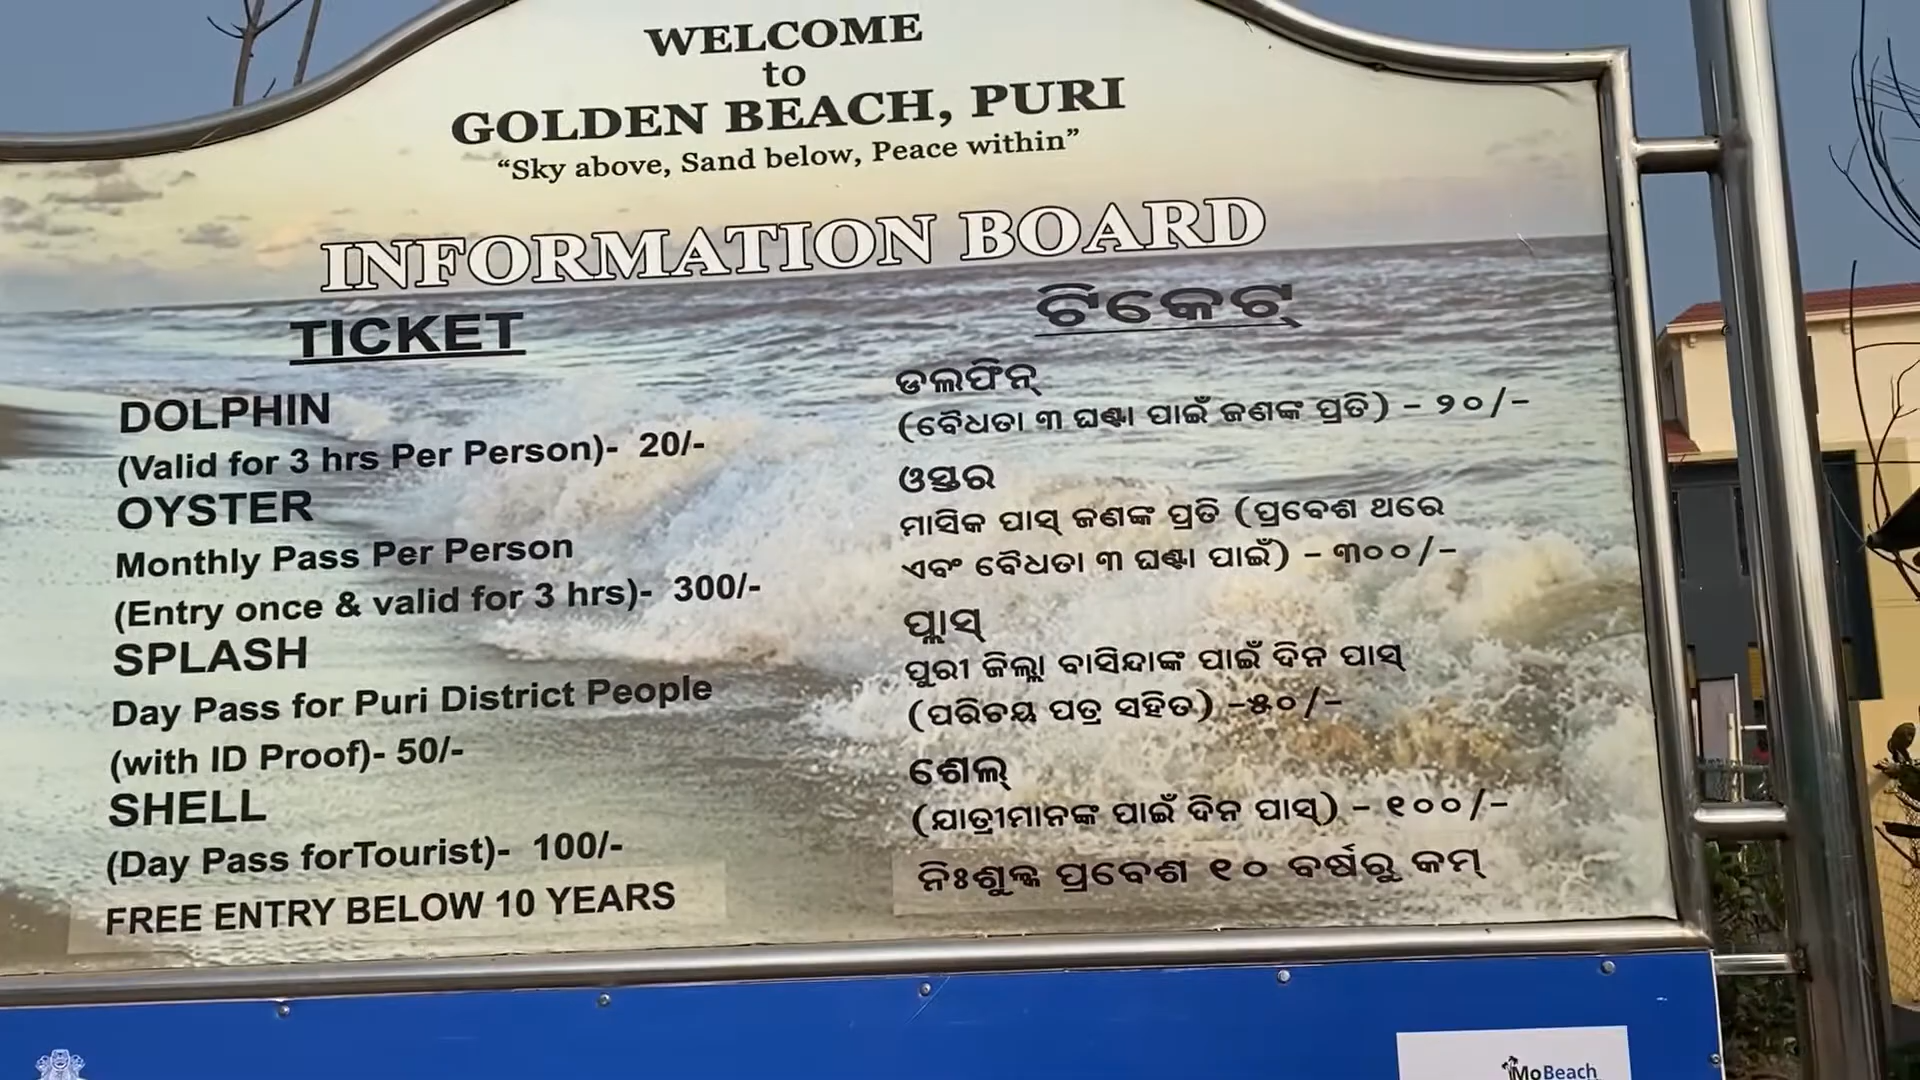 WELCOME
to
GOLDEN BEACH, PURI
“Sky above, Sand below, Peace within”
INFORMATION BOARD
TICKET
DOLPHIN
(Valid for 3 hrs Per Person)- 20/-
OYSTER
Monthly Pass Per Person
(Entry once & valid for 3 hrs)- 300/-
SPLASH
Day Pass for Puri District People
(with ID Proof)- 50/-
SHELL
(Day Pass forTourist)- 100/-
FREE ENTRY BELOW 10 YEARS
ଟିକେଟ୍
ଡଲଫିନ୍
(ବୈଧତା ୩ ଘଣ୍ଟା ପାଇଁ ଜଣଙ୍କ ପ୍ରତି) – ୨୦/–
ଓସ୍ତର
ମାସିକ ପାସ୍ ଜଣଙ୍କ ପ୍ରତି (ପ୍ରବେଶ ଥରେ
ଏବଂ ବୈଧତା ୩ ଘଣ୍ଟା ପାଇଁ) – ୩୦୦/–
ପ୍ଲାସ୍
ପୁରୀ ଜିଲ୍ଲା ବାସିନ୍ଦାଙ୍କ ପାଇଁ ଦିନ ପାସ୍
(ପରିଚୟ ପତ୍ର ସହିତ) –୫୦/–
ଶେଲ୍
(ଯାତ୍ରୀମାନଙ୍କ ପାଇଁ ଦିନ ପାସ୍) – ୧୦୦/–
ନିଃଶୁଳ୍କ ପ୍ରବେଶ ୧୦ ବର୍ଷରୁ କମ୍
MoBeach